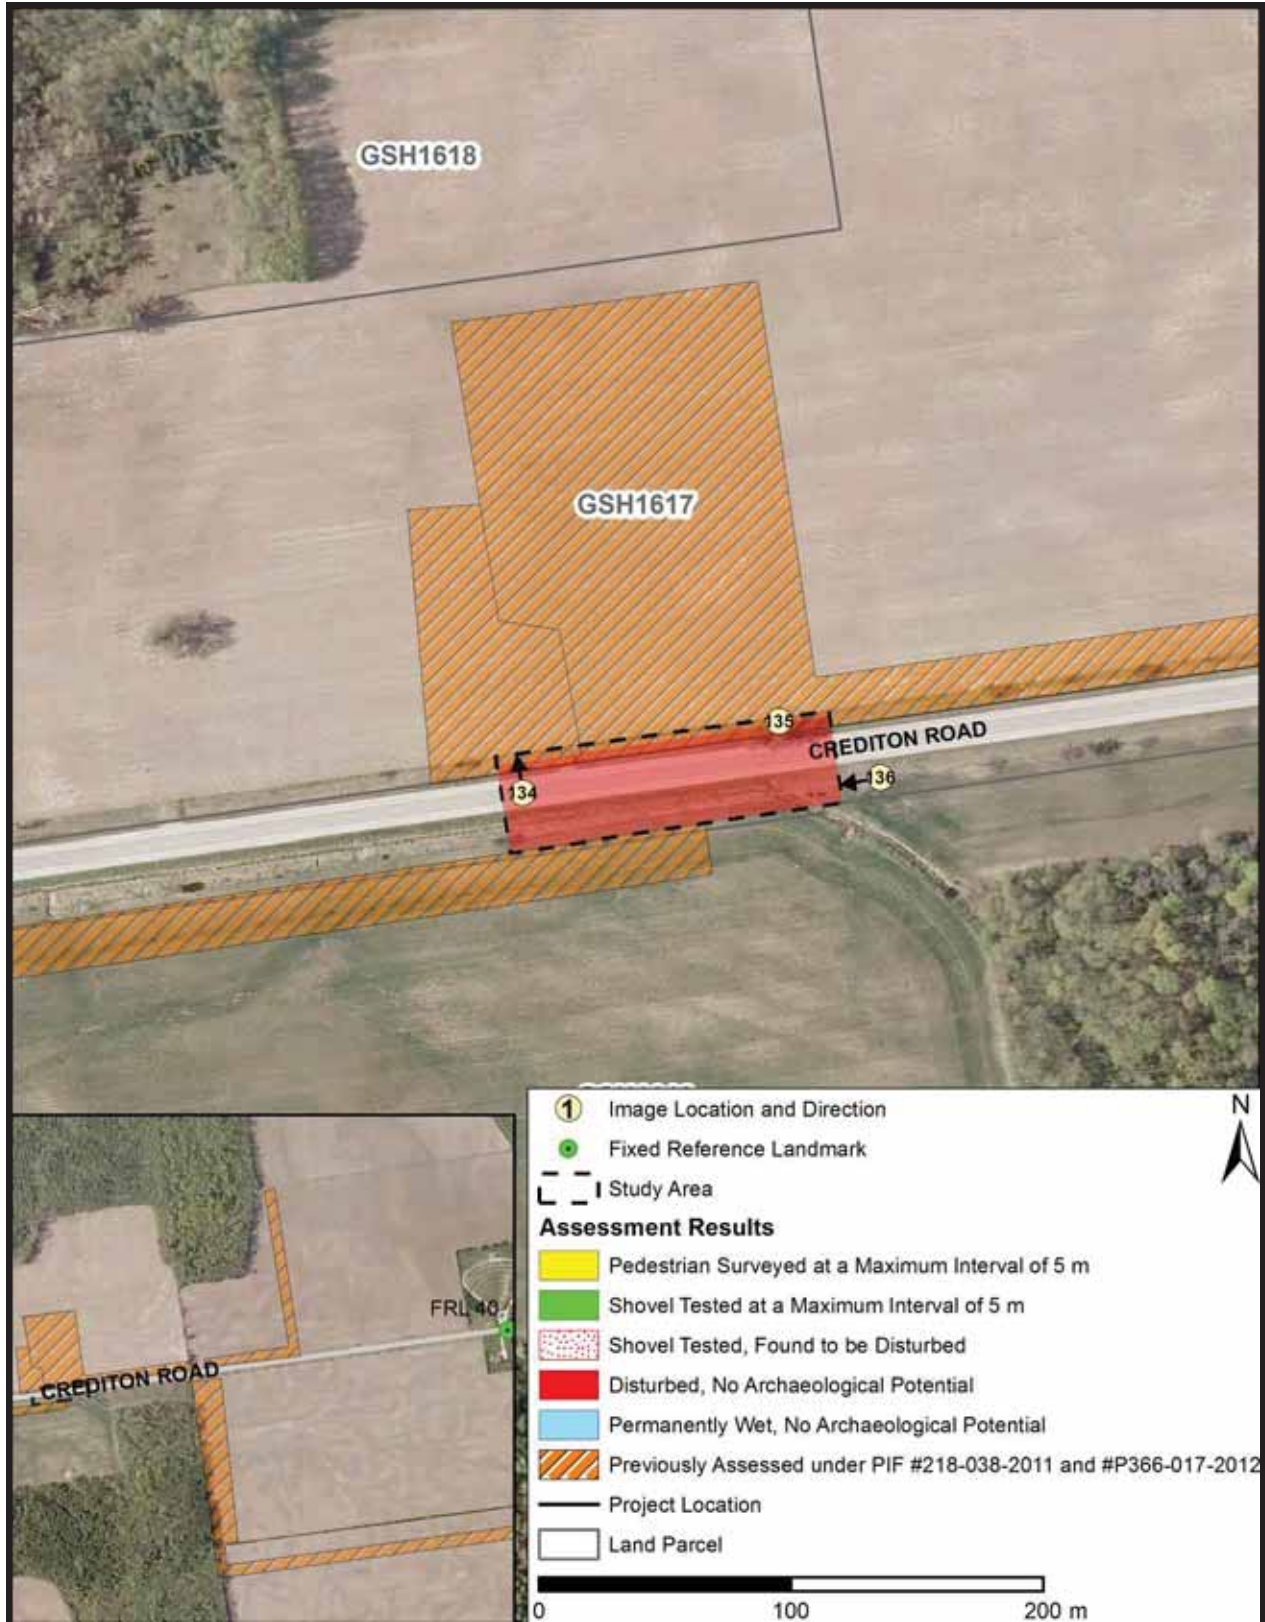 GSH1618
GSH1617
135
CREDITON ROAD
136
134
1 Image Location and Direction
N
Fixed Reference Landmark
Study Area
Assessment Results
Pedestrian Surveyed at a Maximum Interval of 5 m
Shovel Tested at a Maximum Interval of 5 m
Shovel Tested, Found to be Disturbed
Disturbed, No Archaeological Potential
Permanently Wet, No Archaeological Potential
Previously Assessed under PIF #218-038-2011 and #P366-017-2012
Project Location
Land Parcel
0 100 200 m
FRL 40
CREDITON ROAD